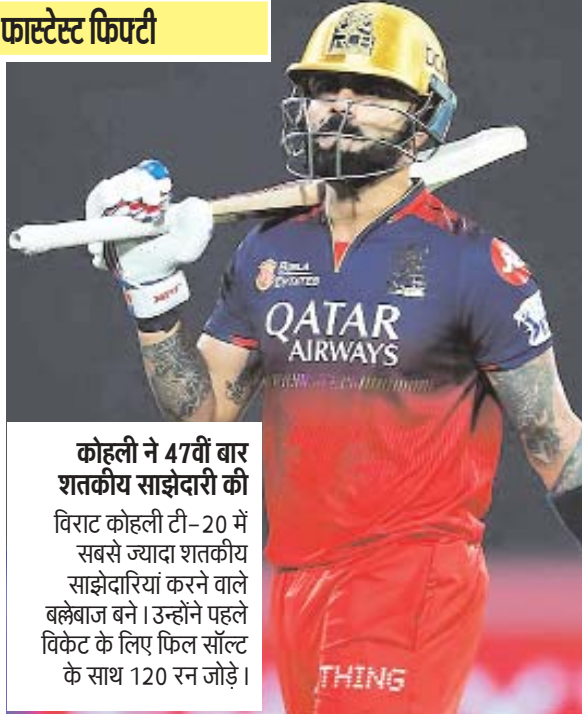 फास्टेस्ट फिफ्टी
QATAR
AIRWAYS
कोहली ने 47वीं बार
शतकीय साझेदारी की
विराट कोहली टी-20 में
सबसे ज्यादा शतकीय
साझेदारियां करने वाले
बल्लेबाज बने। उन्होंने पहले
विकेट के लिए फिल सॉल्ट
के साथ 120 रन जोड़े।
THING